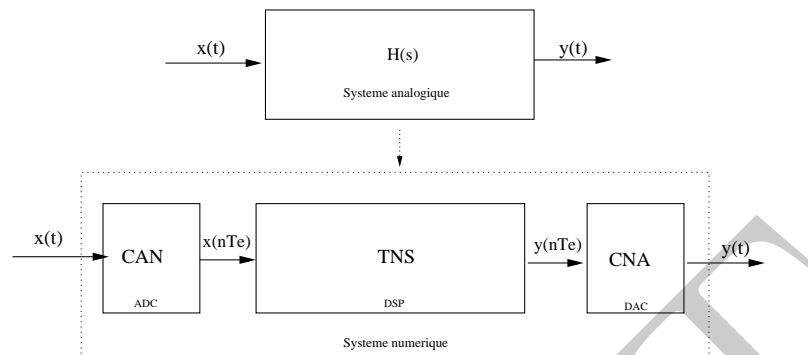 x(t)
H(s)
y(t)
Systeme analogique
x(t)
CAN
x(nTe)
TNS
y(nTe)
CNA
y(t)
ADC
DSP
DAC
Systeme numerique